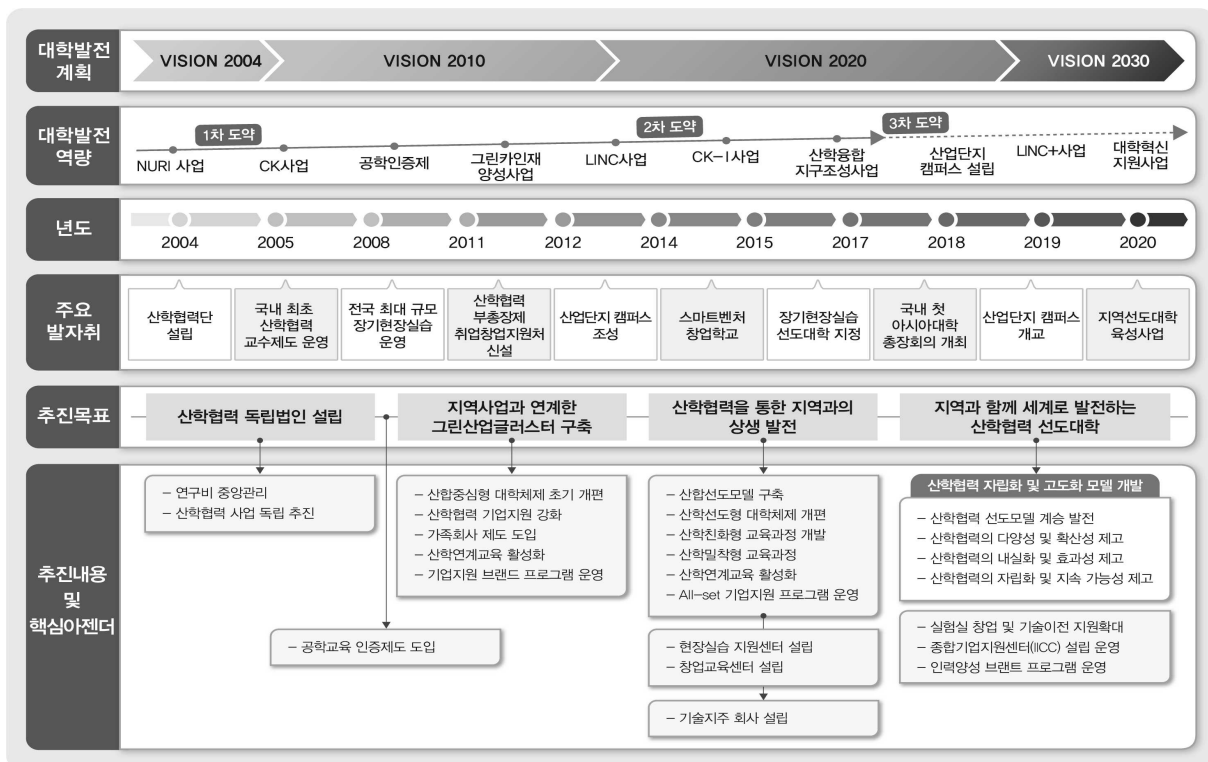 대학발전
계획
VISION 2004
VISION 2010
VISION 2020
VISION 2030
대학발전
역량
1차 도약
2차 도약
3차 도약
NURI 사업
CK사업
공학인증제
그린카인재
양성사업
LINC사업
CK-I사업
산학융합
지구조성사업
산업단지
캠퍼스 설립
LINC+사업
대학혁신
지원사업
년도
2004
2005
2008
2011
2012
2014
2015
2017
2018
2019
2020
주요
발자취
산학협력단
설립
국내 최초
산학협력
교수제도 운영
전국 최대 규모
장기현장실습
운영
산학협력
부총장제
취업창업지원처
신설
산업단지 캠퍼스
조성
스마트벤처
창업학교
장기현장실습
선도대학 지정
국내 첫
아시아대학
총장회의 개최
산업단지 캠퍼스
개교
지역선도대학
육성사업
추진목표
산학협력 독립법인 설립
지역사업과 연계한
그린산업글러스터 구축
산학협력을 통한 지역과의
상생 발전
지역과 함께 세계로 발전하는
산학협력 선도대학
추진내용
및
핵심아젠더
- 연구비 중앙관리
- 산학협력 사업 독립 추진
- 공학교육 인증제도 도입
- 산합중심형 대학체제 초기 개편
- 산학협력 기업지원 강화
- 가족회사 제도 도입
- 산학연계교육 활성화
- 기업지원 브랜드 프로그램 운영
- 산합선도모델 구축
- 산학선도형 대학체제 개편
- 산학친화형 교육과정 개발
- 산학밀착형 교육과정
- 산학연계교육 활성화
- All-set 기업지원 프로그램 운영
- 현장실습 지원센터 설립
- 창업교육센터 설립
- 기술지주 회사 설립
산학협력 자립화 및 고도화 모델 개발
- 산학협력 선도모델 계승 발전
- 산학협력의 다양성 및 확산성 제고
- 산학협력의 내실화 및 효과성 제고
- 산학협력의 자립화 및 지속 가능성 제고
- 실험실 창업 및 기술이전 지원확대
- 종합기업지원센터(IICC) 설립 운영
- 인력양성 브랜트 프로그램 운영